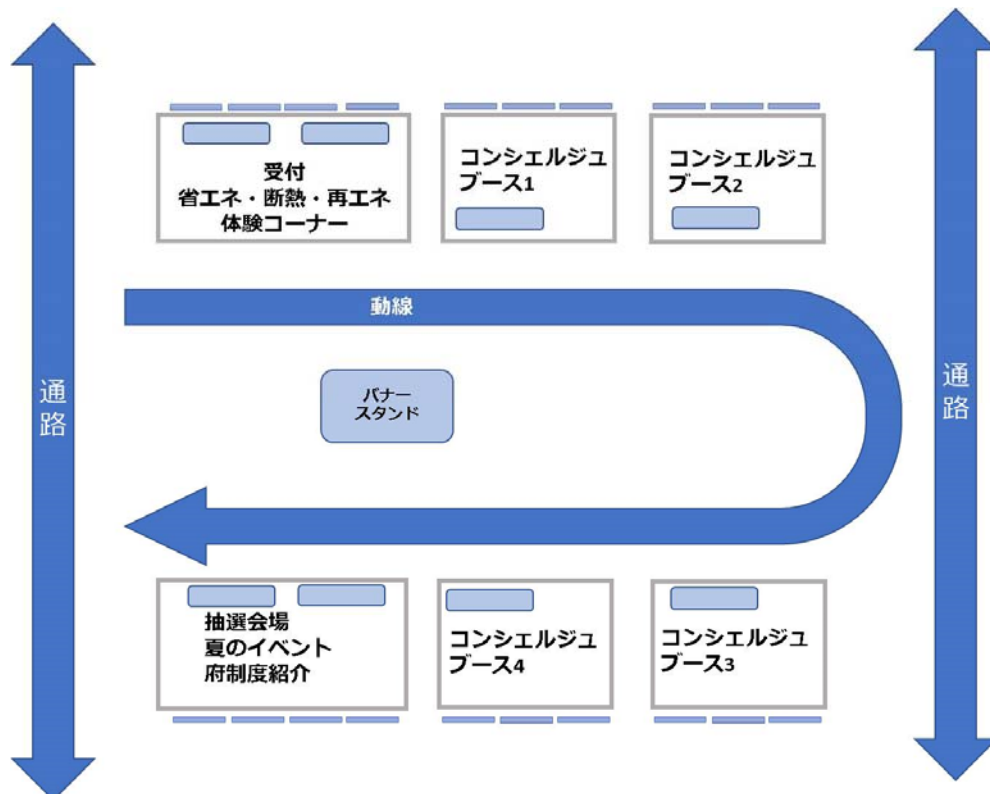 受付
省エネ・断熱・再エネ
体験コーナー
コンシェルジュ
ブース1
コンシェルジュ
ブース2
動線
通路
バナー
スタンド
通路
抽選会場
夏のイベント
府制度紹介
コンシェルジュ
ブース4
コンシェルジュ
ブース3